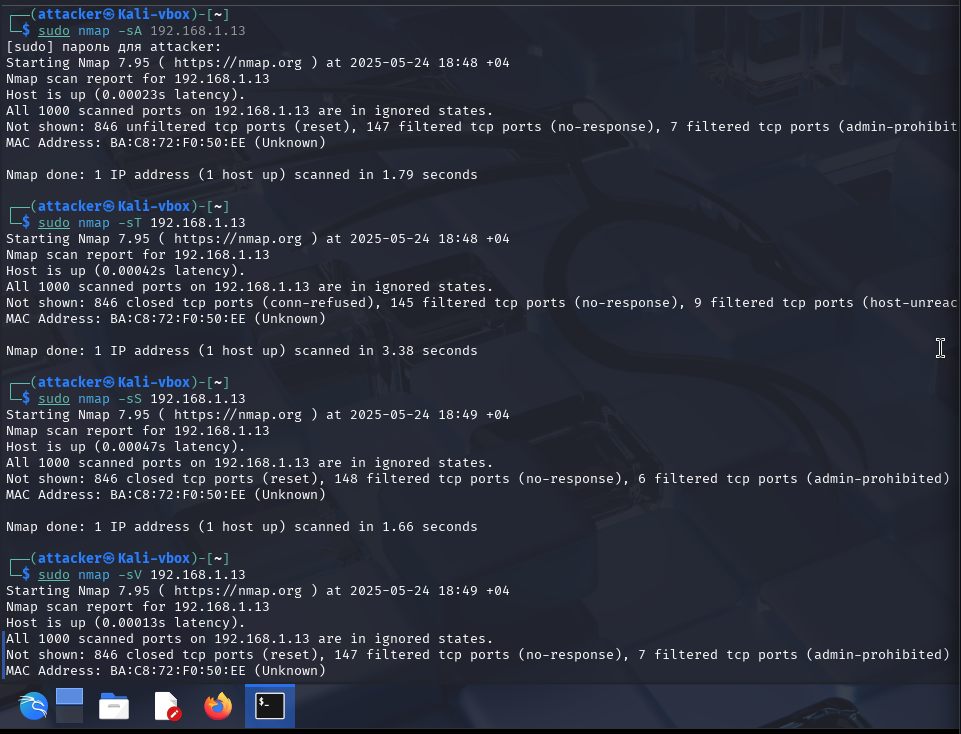 ┌──(attacker㉿Kali-vbox)-[~]
└─$ sudo nmap -sA 192.168.1.13
[sudo] пароль для attacker:
Starting Nmap 7.95 ( https://nmap.org ) at 2025-05-24 18:48 +04
Nmap scan report for 192.168.1.13
Host is up (0.00023s latency).
All 1000 scanned ports on 192.168.1.13 are in ignored states.
Not shown: 846 unfiltered tcp ports (reset), 147 filtered tcp ports (no-response), 7 filtered tcp ports (admin-prohibit
MAC Address: BA:C8:72:F0:50:EE (Unknown)
Nmap done: 1 IP address (1 host up) scanned in 1.79 seconds
┌──(attacker㉿Kali-vbox)-[~]
└─$ sudo nmap -sT 192.168.1.13
Starting Nmap 7.95 ( https://nmap.org ) at 2025-05-24 18:48 +04
Nmap scan report for 192.168.1.13
Host is up (0.00042s latency).
All 1000 scanned ports on 192.168.1.13 are in ignored states.
Not shown: 846 closed tcp ports (conn-refused), 145 filtered tcp ports (no-response), 9 filtered tcp ports (host-unreac
MAC Address: BA:C8:72:F0:50:EE (Unknown)
Nmap done: 1 IP address (1 host up) scanned in 3.38 seconds
┌──(attacker㉿Kali-vbox)-[~]
└─$ sudo nmap -sS 192.168.1.13
Starting Nmap 7.95 ( https://nmap.org ) at 2025-05-24 18:49 +04
Nmap scan report for 192.168.1.13
Host is up (0.00047s latency).
All 1000 scanned ports on 192.168.1.13 are in ignored states.
Not shown: 846 closed tcp ports (reset), 148 filtered tcp ports (no-response), 6 filtered tcp ports (admin-prohibited)
MAC Address: BA:C8:72:F0:50:EE (Unknown)
Nmap done: 1 IP address (1 host up) scanned in 1.66 seconds
┌──(attacker㉿Kali-vbox)-[~]
└─$ sudo nmap -sV 192.168.1.13
Starting Nmap 7.95 ( https://nmap.org ) at 2025-05-24 18:49 +04
Nmap scan report for 192.168.1.13
Host is up (0.00013s latency).
All 1000 scanned ports on 192.168.1.13 are in ignored states.
Not shown: 846 closed tcp ports (reset), 147 filtered tcp ports (no-response), 7 filtered tcp ports (admin-prohibited)
MAC Address: BA:C8:72:F0:50:EE (Unknown)